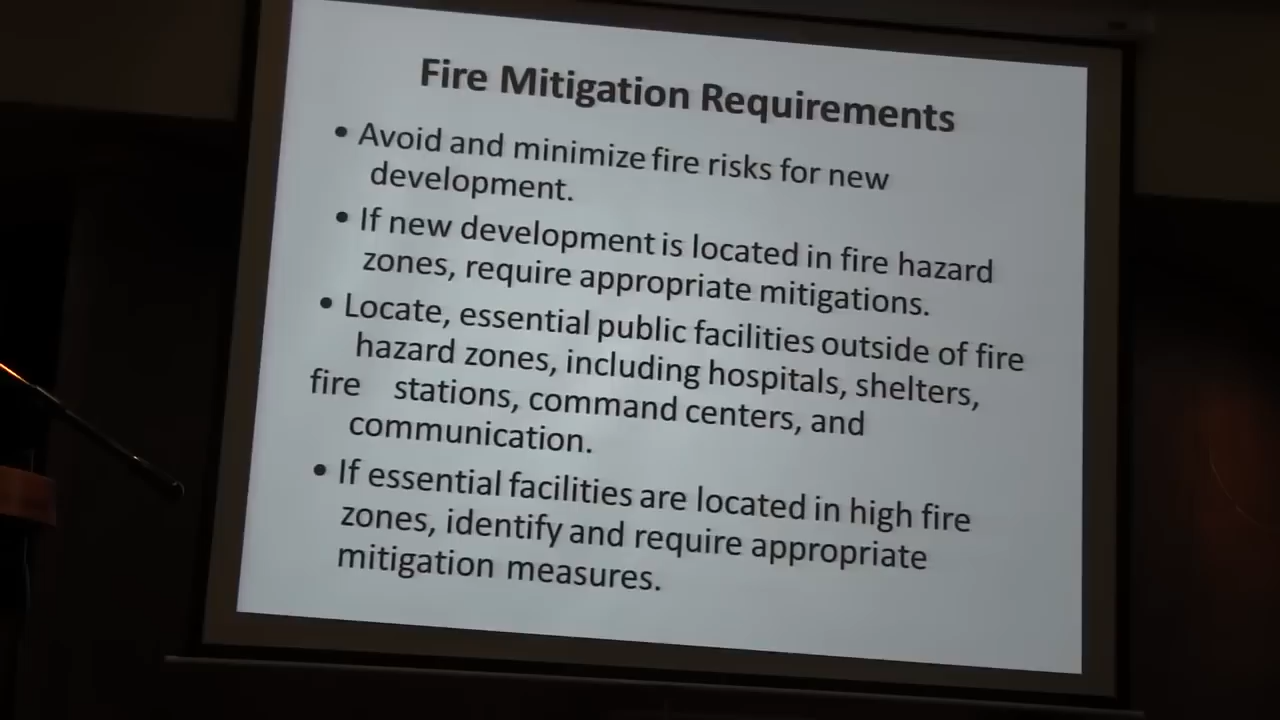 Fire Mitigation Requirements
• Avoid and minimize fire risks for new
development.
• If new development is located in fire hazard
zones, require appropriate mitigations.
• Locate, essential public facilities outside of fire
hazard zones, including hospitals, shelters,
fire stations, command centers, and
communication.
• If essential facilities are located in high fire
zones, identify and require appropriate
mitigation measures.